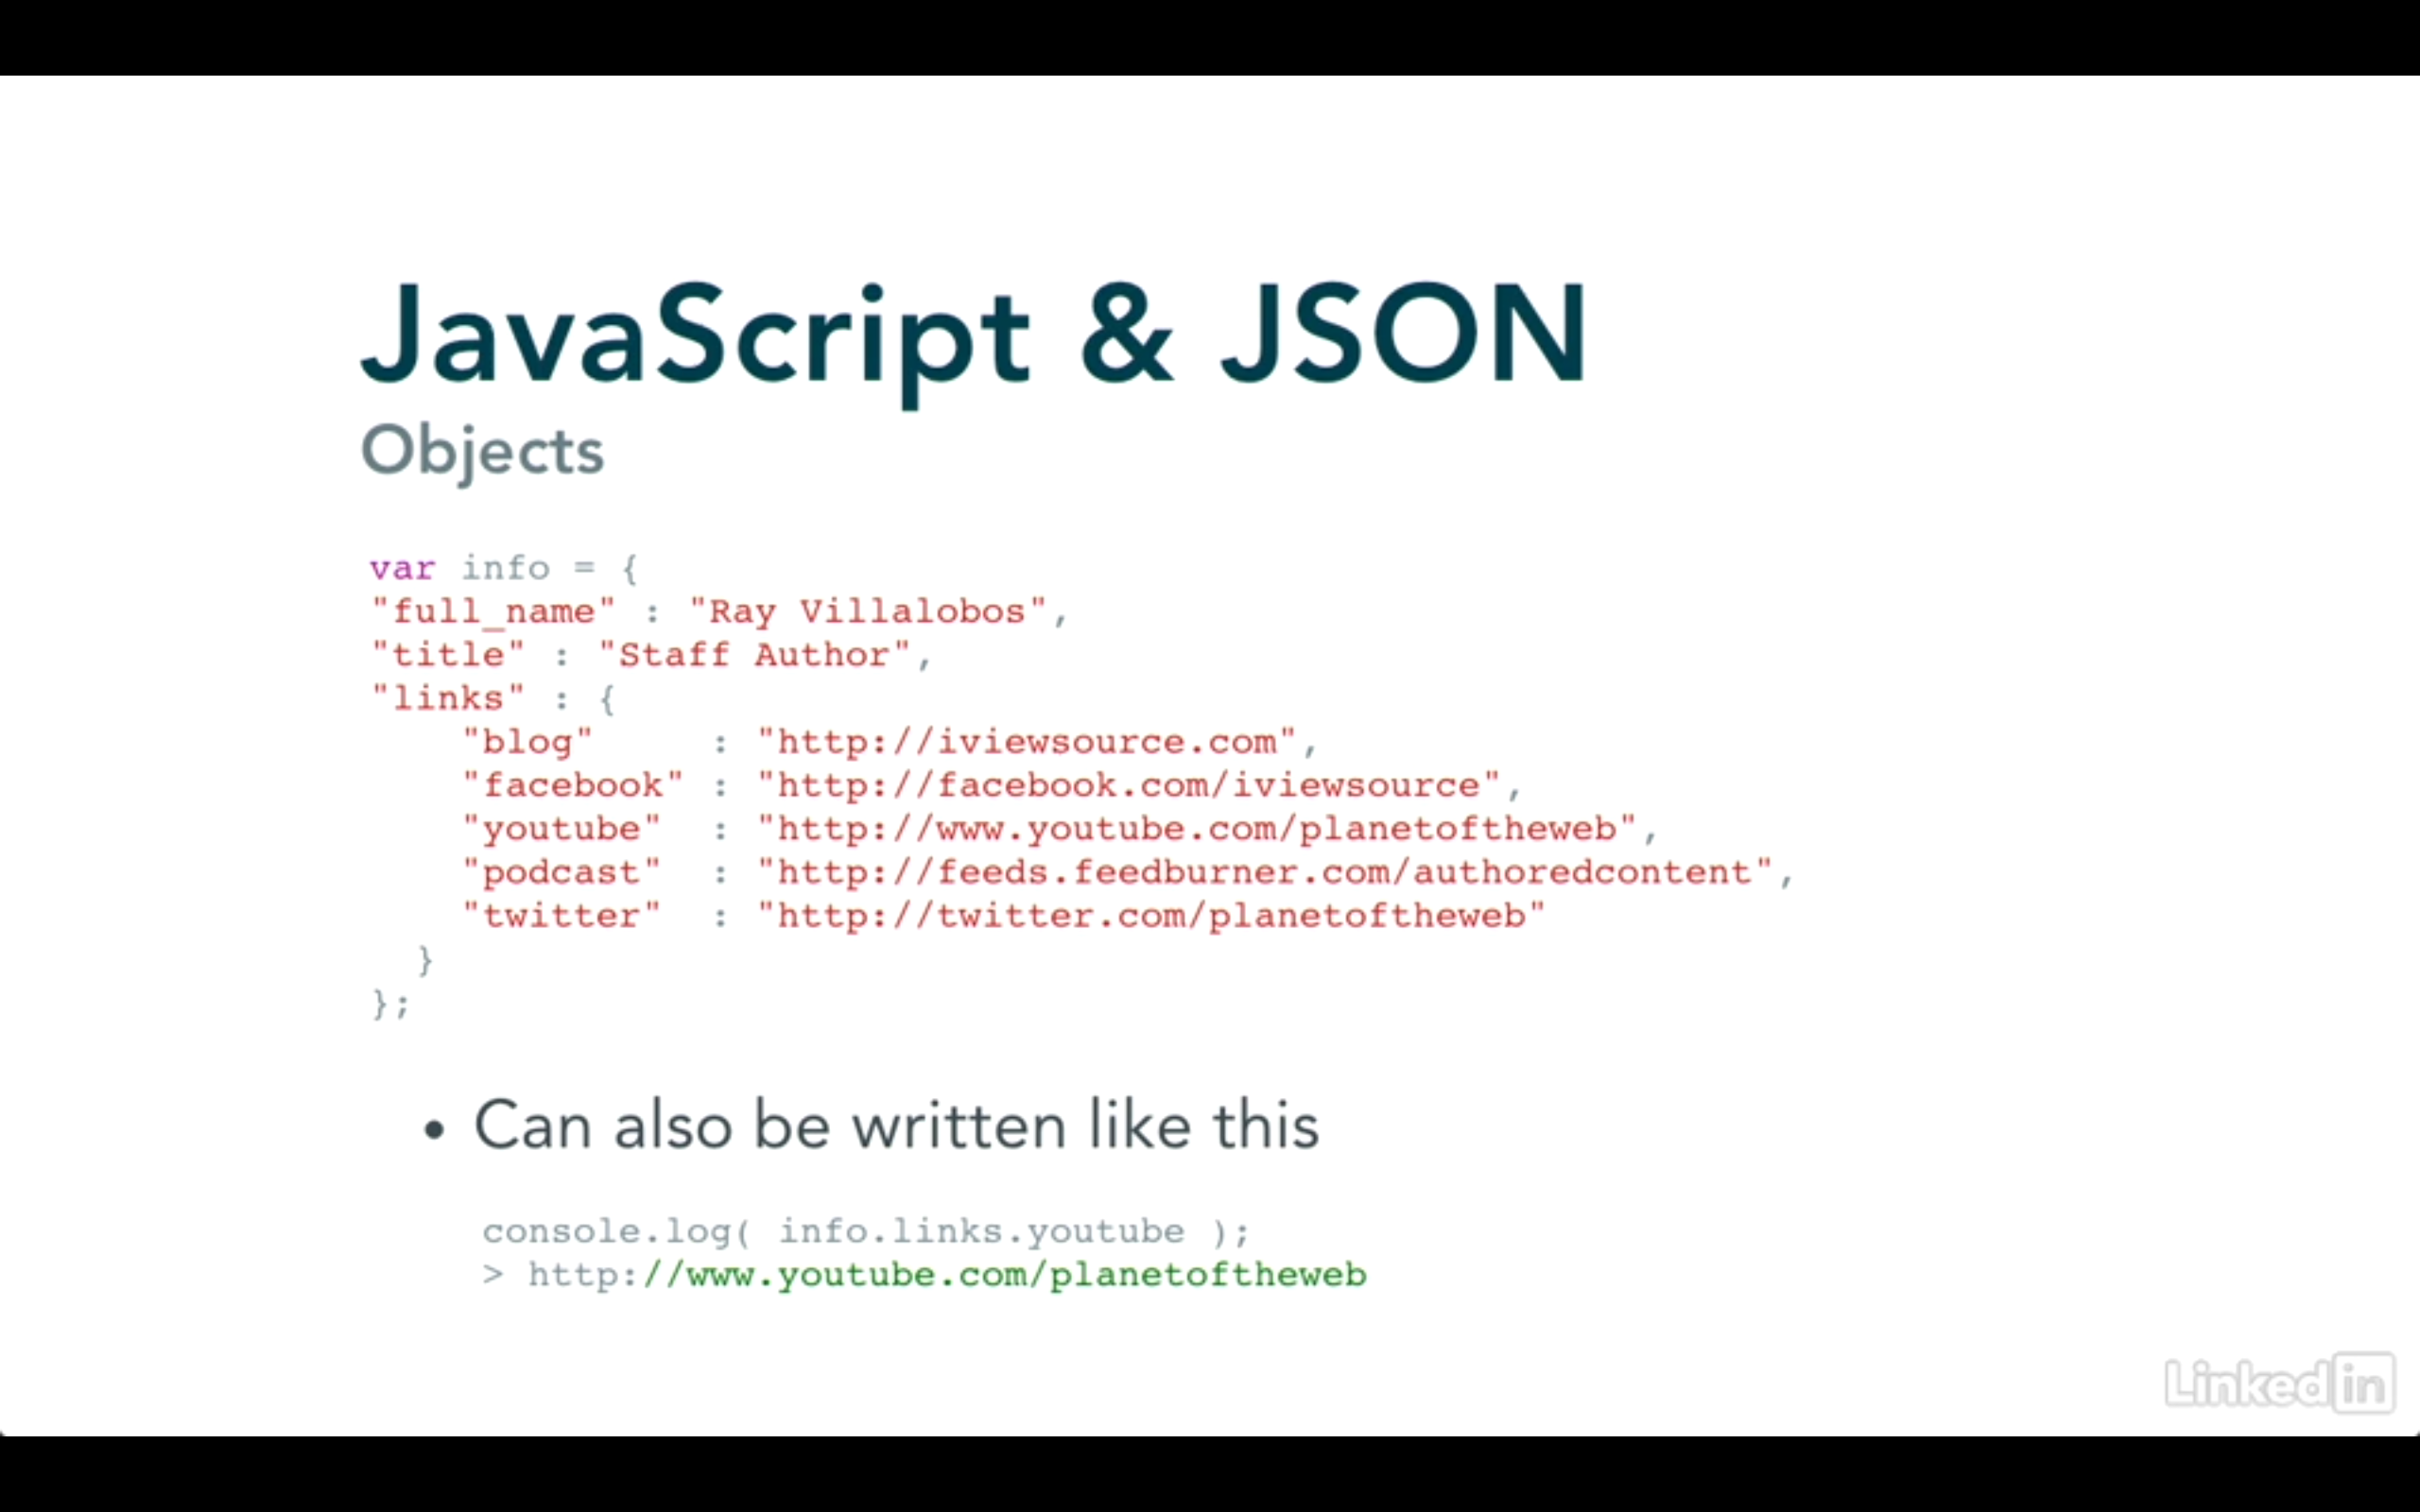 JavaScript & JSON
Objects
var info = {
"full_name" : "Ray Villalobos",
"title" : "Staff Author",
"links" : {
    "blog"     : "http://iviewsource.com",
    "facebook" : "http://facebook.com/iviewsource",
    "youtube"  : "http://www.youtube.com/planetoftheweb",
    "podcast"  : "http://feeds.feedburner.com/authoredcontent",
    "twitter"  : "http://twitter.com/planetoftheweb"
  }
};
• Can also be written like this
console.log( info.links.youtube );
> http://www.youtube.com/planetoftheweb
Linked in